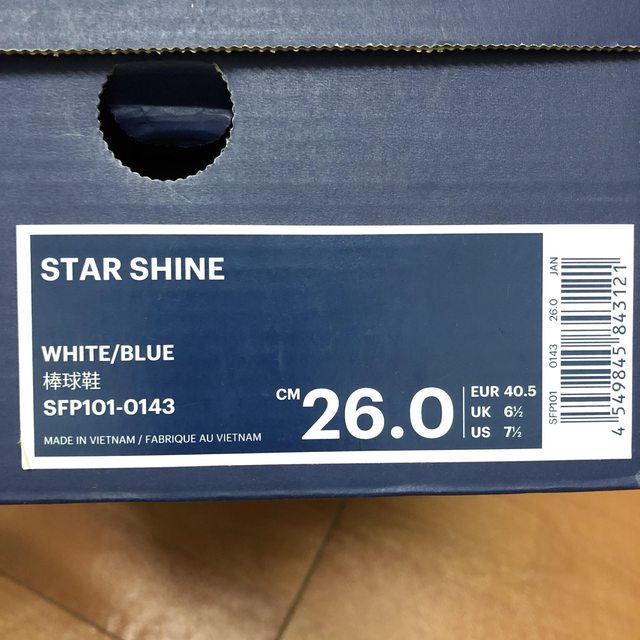 STAR SHINE
WHITE/BLUE
棒球鞋
SFP101-0143
MADE IN VIETNAM / FABRIQUE AU VIETNAM
CM 26.0
EUR 40.5
UK 6½
US 7½
SFP101 0143 26.0 JAN
4 549845 843121